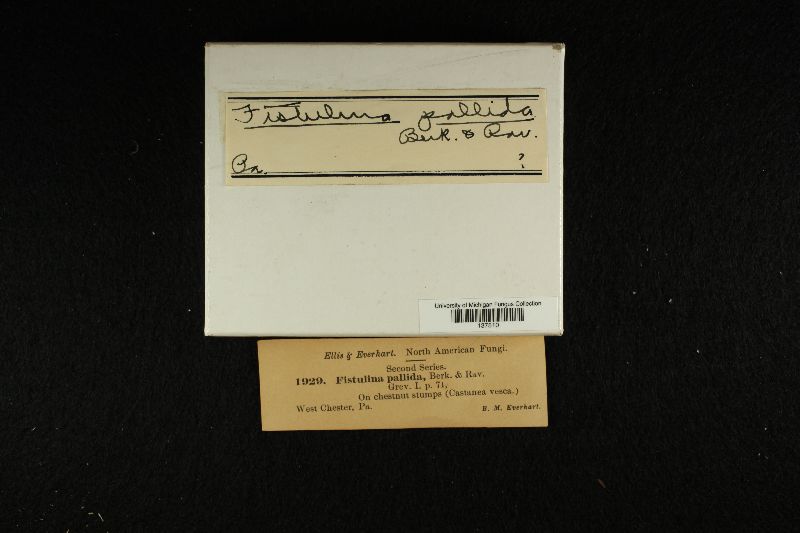 Fistulina pallida
Berk. & Rav.
Pa. ?
University of Michigan Fungus Collection
Ellis & Everhart. North American Fungi.
Second Series.
1929. Fistulina pallida, Berk. & Rav.
Grev. I, p. 71,
On chestnut stumps (Castanea vesca.)
West Chester, Pa. B. M. Everhart.